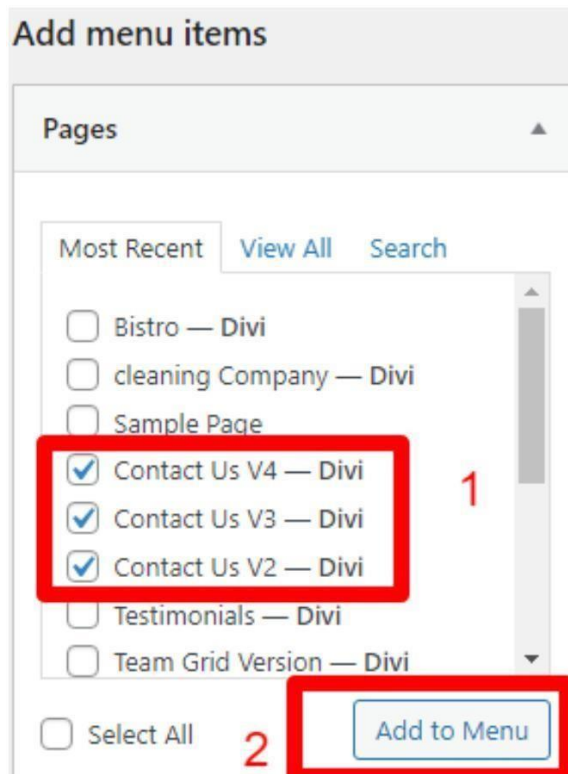 Add menu items
Pages
Most Recent View All Search
Bistro — Divi
cleaning Company — Divi
Sample Page
Contact Us V4 — Divi
1
Contact Us V3 — Divi
Contact Us V2 — Divi
Testimonials — Divi
Team Grid Version — Divi
Select All
2
Add to Menu